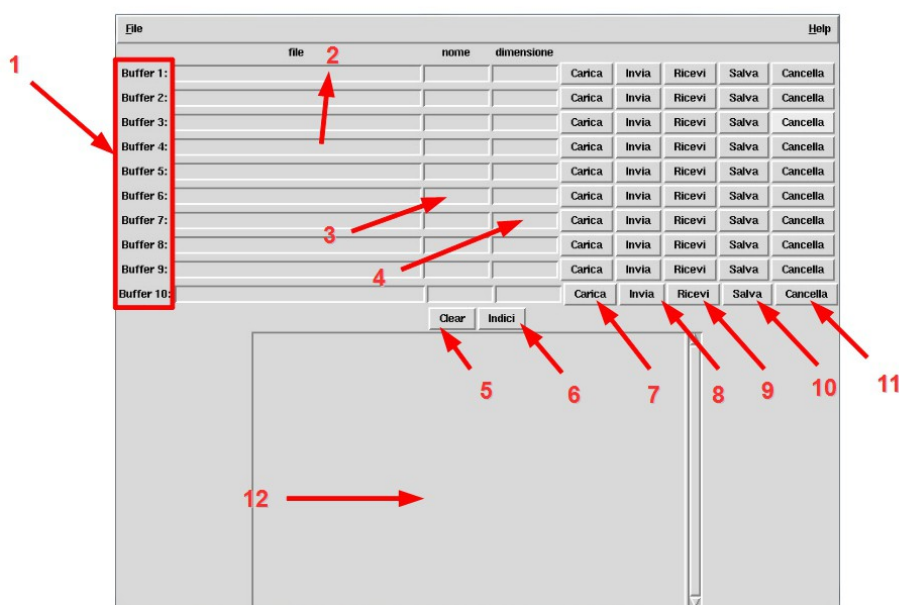 File Help
file 2 nome dimensione
1
Buffer 1: Carica Invia Ricevi Salva Cancella
Buffer 2: Carica Invia Ricevi Salva Cancella
Buffer 3: Carica Invia Ricevi Salva Cancella
Buffer 4: Carica Invia Ricevi Salva Cancella
Buffer 5: Carica Invia Ricevi Salva Cancella
Buffer 6: Carica Invia Ricevi Salva Cancella
Buffer 7: Carica Invia Ricevi Salva Cancella
3
Buffer 8: Carica Invia Ricevi Salva Cancella
4
Buffer 9: Carica Invia Ricevi Salva Cancella
Buffer 10: Carica Invia Ricevi Salva Cancella
Clear Indici
5 6 7 8 9 10 11
12